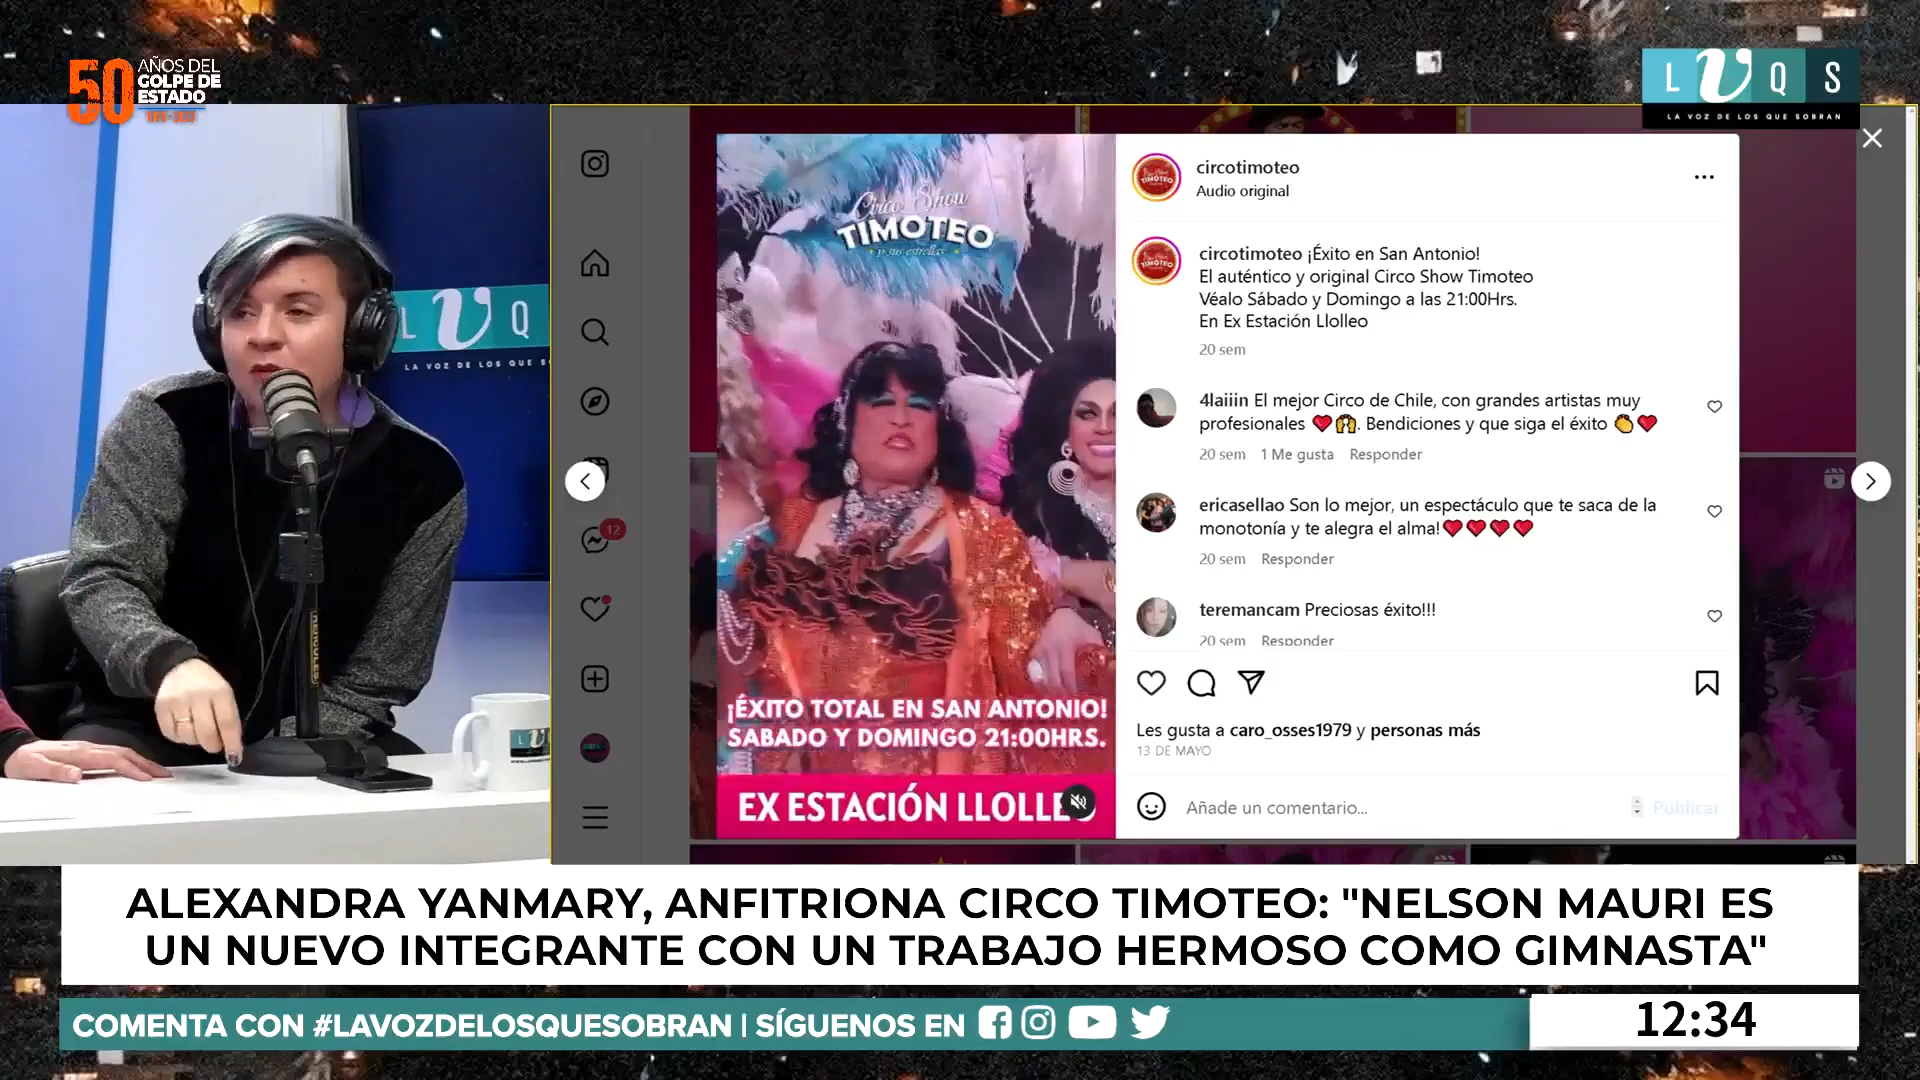 50 AÑOS DEL
GOLPE DE
ESTADO
L V Q S
LA VOZ DE LOS QUE SOBRAN
L V Q
LA VOZ DE LOS QUE S
Circo Show
TIMOTEO
y sus estrellas
¡ÉXITO TOTAL EN SAN ANTONIO!
SABADO Y DOMINGO 21:00HRS.
EX ESTACIÓN LLOLLEO
12
circotimoteo
Audio original
circotimoteo ¡Éxito en San Antonio!
El auténtico y original Circo Show Timoteo
Véalo Sábado y Domingo a las 21:00Hrs.
En Ex Estación Llolleo
20 sem
4laiiin El mejor Circo de Chile, con grandes artistas muy
profesionales ❤️🙌. Bendiciones y que siga el éxito 👏❤️
20 sem 1 Me gusta Responder
ericasellao Son lo mejor, un espectáculo que te saca de la
monotonía y te alegra el alma!❤️❤️❤️❤️
20 sem Responder
teremancam Preciosas éxito!!!
20 sem Responder
Les gusta a caro_osses1979 y personas más
13 DE MAYO
Añade un comentario...
Publicar
ALEXANDRA YANMARY, ANFITRIONA CIRCO TIMOTEO: "NELSON MAURI ES
UN NUEVO INTEGRANTE CON UN TRABAJO HERMOSO COMO GIMNASTA"
COMENTA CON #LAVOZDELOSQUESOBRAN | SÍGUENOS EN
12:34